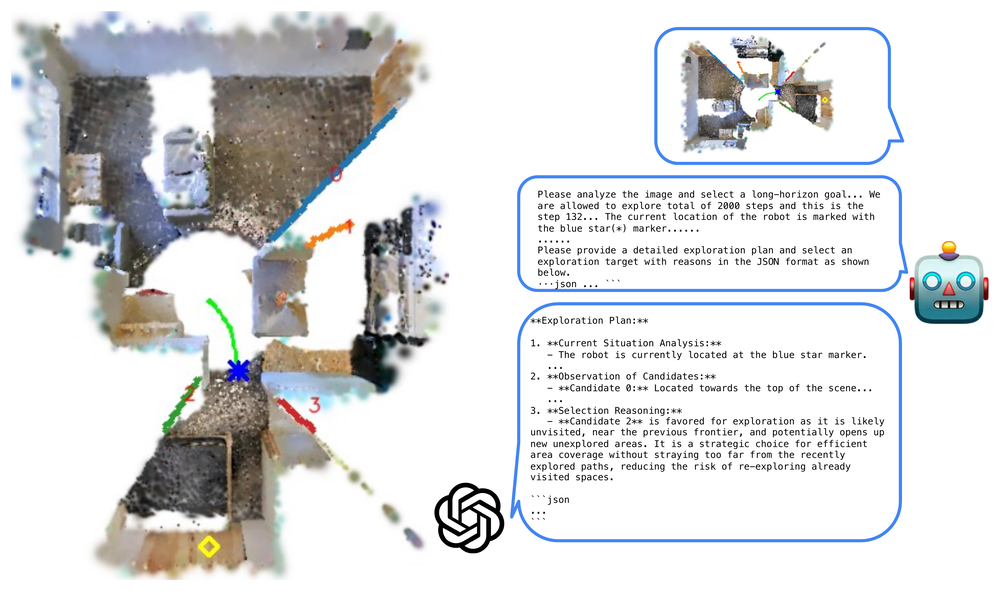 0
1
2
3
Please analyze the image and select a long-horizon goal... We
are allowed to explore total of 2000 steps and this is the
step 132... The current location of the robot is marked with
the blue star(*) marker......
......
Please provide a detailed exploration plan and select an
exploration target with reasons in the JSON format as shown
below.
```json ... ```
**Exploration Plan:**
1. **Current Situation Analysis:**
- The robot is currently located at the blue star marker.
...
2. **Observation of Candidates:**
- **Candidate 0:** Located towards the top of the scene...
...
3. **Selection Reasoning:**
- **Candidate 2** is favored for exploration as it is likely
unvisited, near the previous frontier, and potentially opens up
new unexplored areas. It is a strategic choice for efficient
area coverage without straying too far from the recently
explored paths, reducing the risk of re-exploring already
visited spaces.
```json
...
```